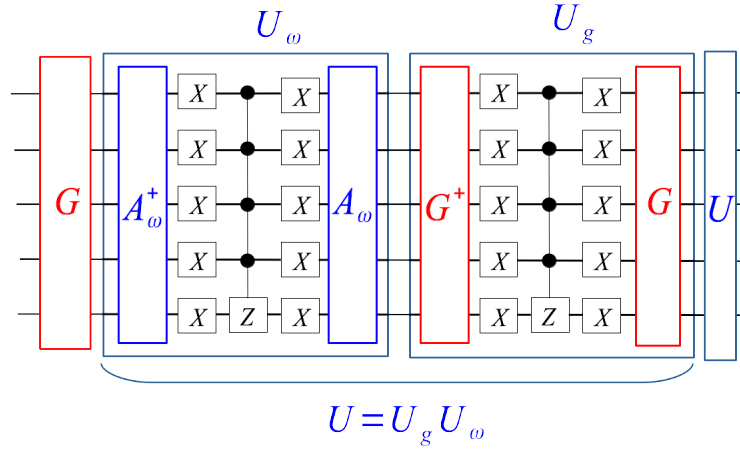 U_ω U_g
X X X X
X X X X
G A_ω^+ X X A_ω G^+ X X G U
X X X X
X Z X X Z X
U = U_g U_ω